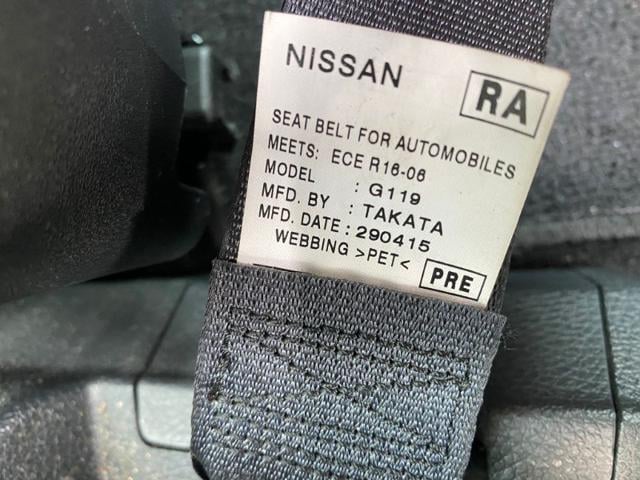 NISSAN RA
SEAT BELT FOR AUTOMOBILES
MEETS: ECE R16-06
MODEL : G119
MFD. BY : TAKATA
MFD. DATE : 290415
WEBBING >PET< PRE